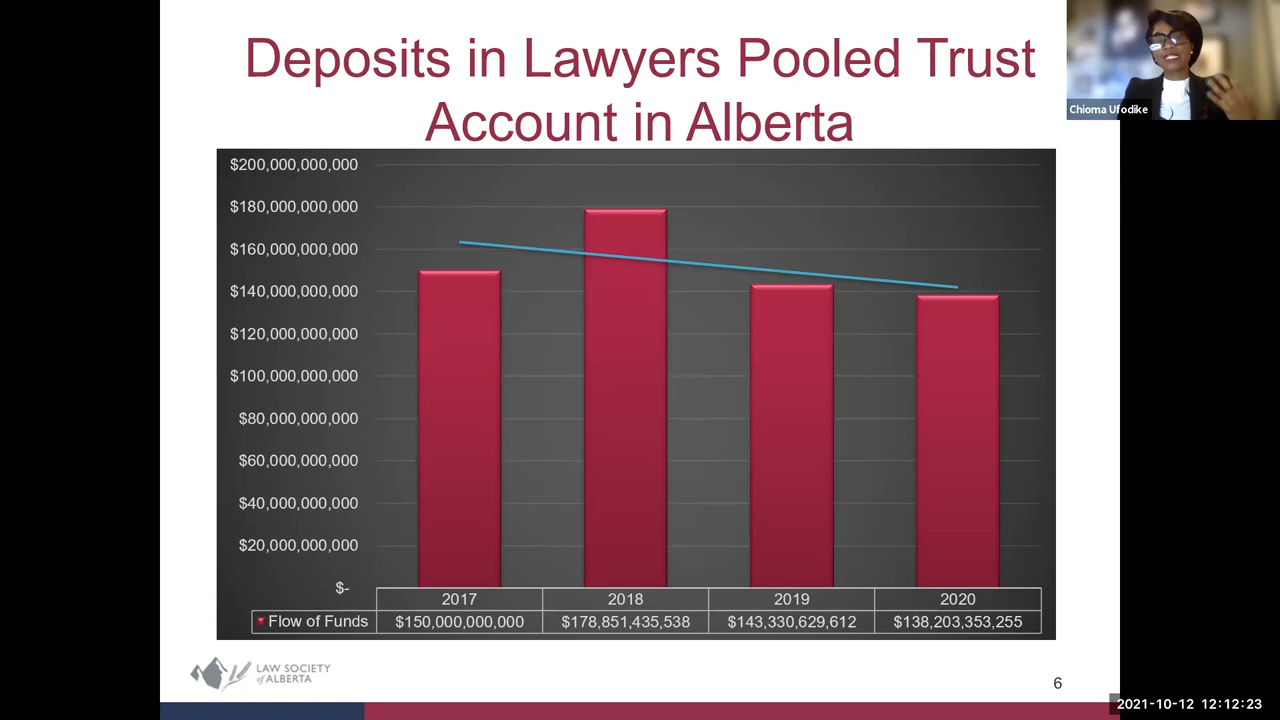 Deposits in Lawyers Pooled Trust
Account in Alberta
Chioma Ufodike
$200,000,000,000
$180,000,000,000
$160,000,000,000
$140,000,000,000
$120,000,000,000
$100,000,000,000
$80,000,000,000
$60,000,000,000
$40,000,000,000
$20,000,000,000
$-
2017 2018 2019 2020
Flow of Funds $150,000,000,000 $178,851,435,538 $143,330,629,612 $138,203,353,255
LAW SOCIETY
of ALBERTA
6
2021-10-12 12:12:23